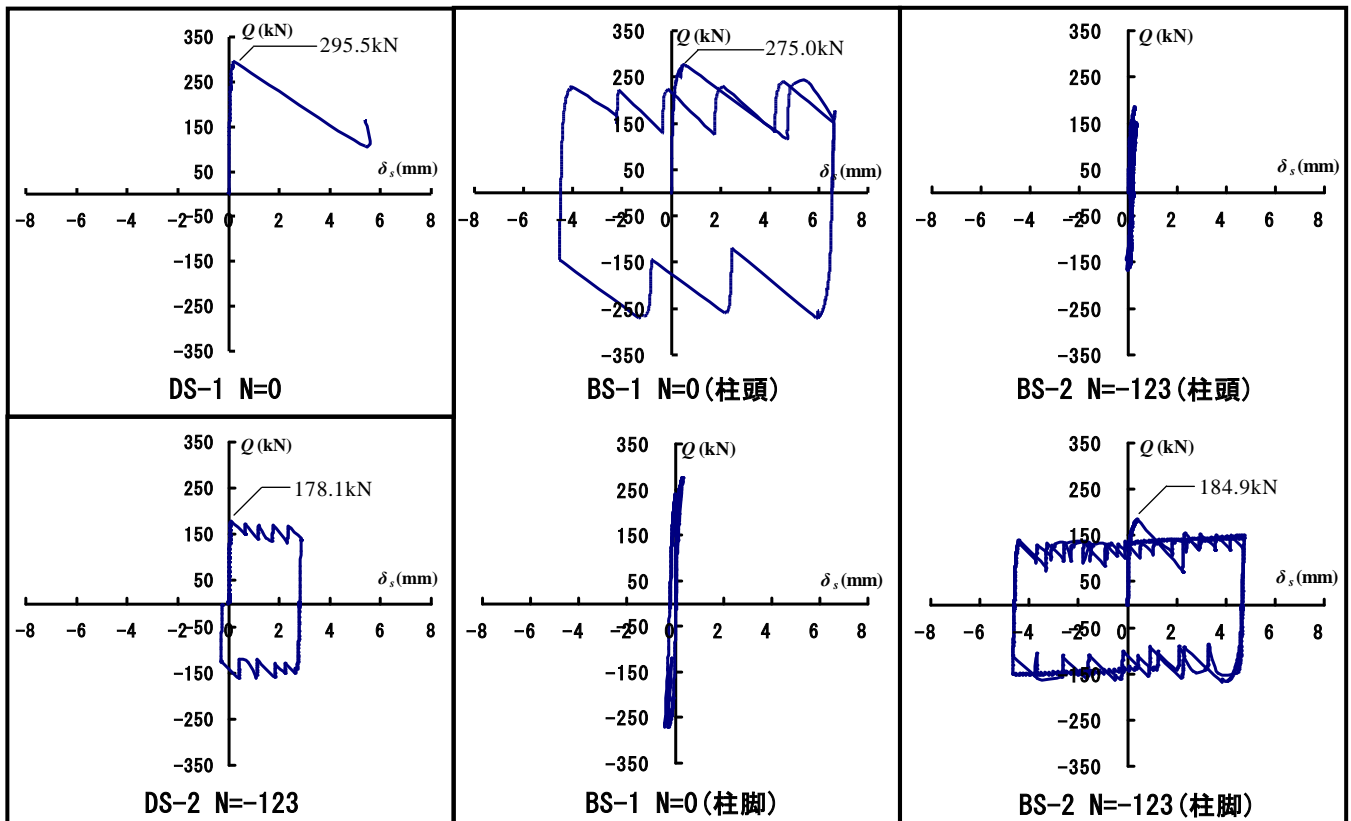 Q (kN)
350
295.5kN
250
150
50
δs (mm)
-8 -6 -4 -2 0 2 4 6 8
-50
-150
-250
-350
DS-1 N=0
Q (kN)
350
275.0kN
250
150
50
δs (mm)
-8 -6 -4 -2 0 2 4 6 8
-50
-150
-250
-350
BS-1 N=0(柱頭)
Q (kN)
350
250
150
50
δs (mm)
-8 -6 -4 -2 0 2 4 6 8
-50
-150
-250
-350
BS-2 N=-123(柱頭)
350
Q (kN)
250
178.1kN
150
50
δs (mm)
-8 -6 -4 -2 0 2 4 6 8
-50
-150
-250
-350
DS-2 N=-123
350
Q (kN)
250
150
50
δs (mm)
-8 -6 -4 -2 0 2 4 6 8
-50
-150
-250
-350
BS-1 N=0(柱脚)
350
Q (kN)
250
184.9kN
150
50
δs (mm)
-8 -6 -4 -2 0 2 4 6 8
-50
-150
-250
-350
BS-2 N=-123(柱脚)